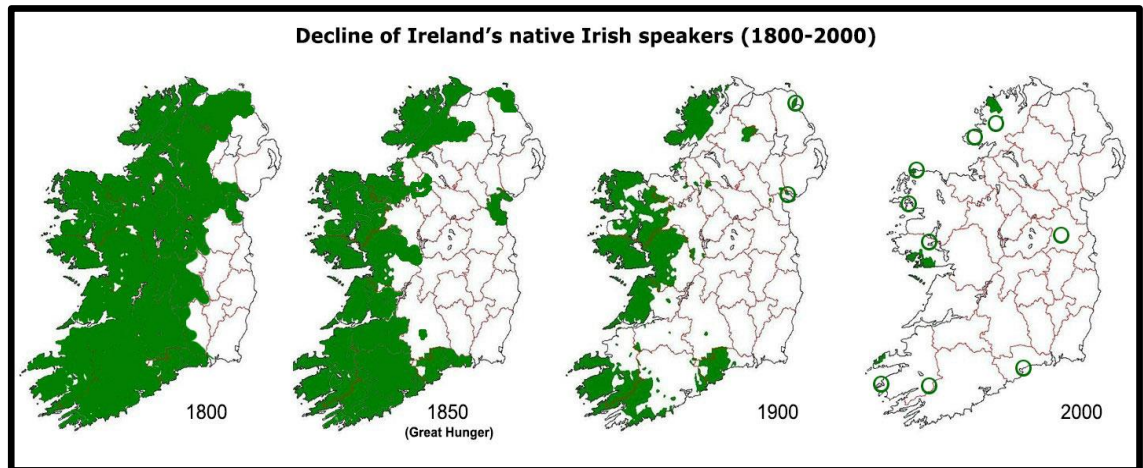 Decline of Ireland's native Irish speakers (1800-2000)
1800
1850
(Great Hunger)
1900
2000